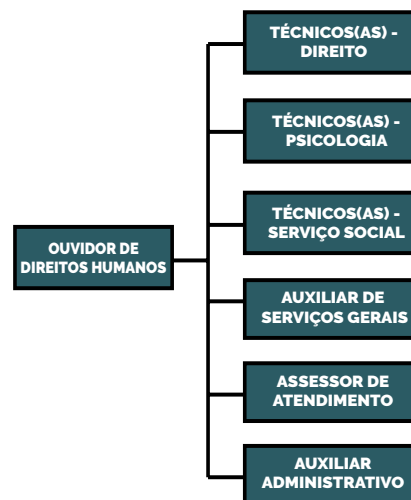 TÉCNICOS(AS) -
DIREITO
TÉCNICOS(AS) -
PSICOLOGIA
TÉCNICOS(AS) -
SERVIÇO SOCIAL
OUVIDOR DE
DIREITOS HUMANOS
AUXILIAR DE
SERVIÇOS GERAIS
ASSESSOR DE
ATENDIMENTO
AUXILIAR
ADMINISTRATIVO